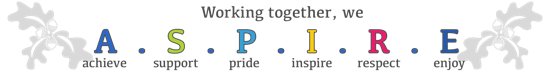 Working together, we
A . S . P . I . R . E
achieve support pride inspire respect enjoy